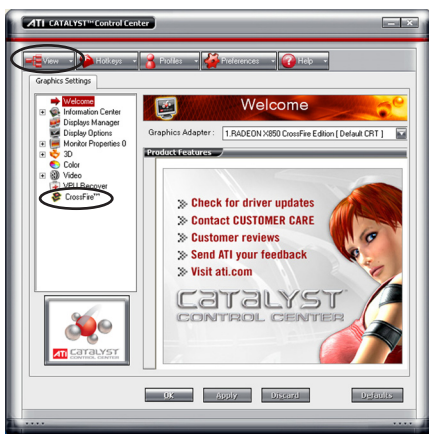 ATI CATALYST™ Control Center
View Hotkeys Profiles Preferences Help
Graphics Settings
Welcome
Information Center
Displays Manager
Display Options
Monitor Properties 0
3D
Color
Video
VPU Recover
CrossFire™
Welcome
Graphics Adapter : 1.RADEON X850 CrossFire Edition [ Default CRT ]
Product Features
Check for driver updates
Contact CUSTOMER CARE
Customer reviews
Send ATI your feedback
Visit ati.com
CATALYST
CONTROL CENTER
ATI CATALYST
CONTROL CENTER
OK Apply Discard Defaults